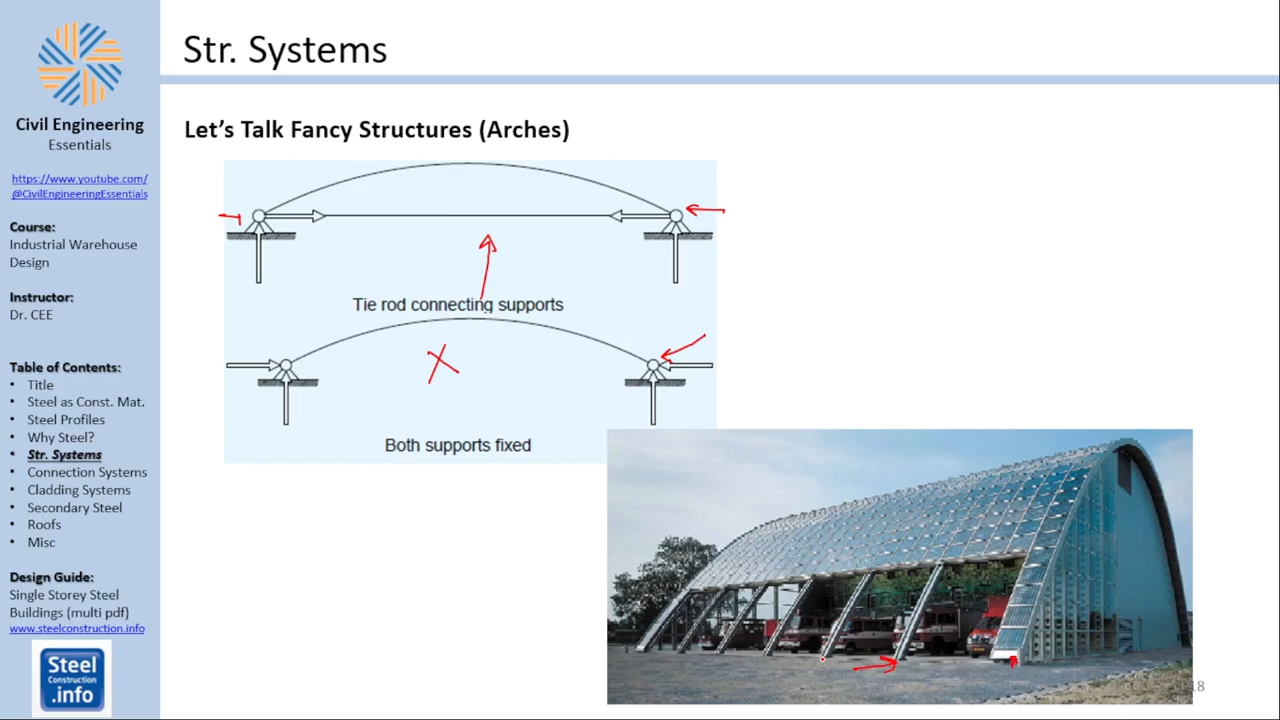 Civil Engineering
Essentials
https://www.youtube.com/
@CivilEngineeringEssentials
Course:
Industrial Warehouse
Design
Instructor:
Dr. CEE
Table of Contents:
• Title
• Steel as Const. Mat.
• Steel Profiles
• Why Steel?
• Str. Systems
• Connection Systems
• Cladding Systems
• Secondary Steel
• Roofs
• Misc
Design Guide:
Single Storey Steel
Buildings (multi pdf)
www.steelconstruction.info
Steel
Construction
.info
Str. Systems
Let's Talk Fancy Structures (Arches)
Tie rod connecting supports
Both supports fixed
18